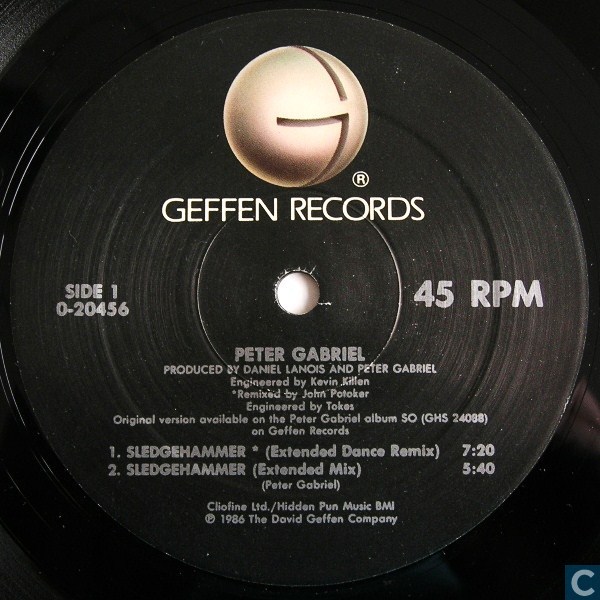 ®
GEFFEN RECORDS
SIDE 1
0-20456
45 RPM
PETER GABRIEL
PRODUCED BY DANIEL LANOIS AND PETER GABRIEL
Engineered by Kevin Killen
*Remixed by John Potoker
Engineered by Tokes
Original version available on the Peter Gabriel album SO (GHS 24088)
on Geffen Records
1. SLEDGEHAMMER * (Extended Dance Remix) 7:20
2. SLEDGEHAMMER (Extended Mix) 5:40
(Peter Gabriel)
Cliofine Ltd./Hidden Pun Music BMI
℗ 1986 The David Geffen Company
C